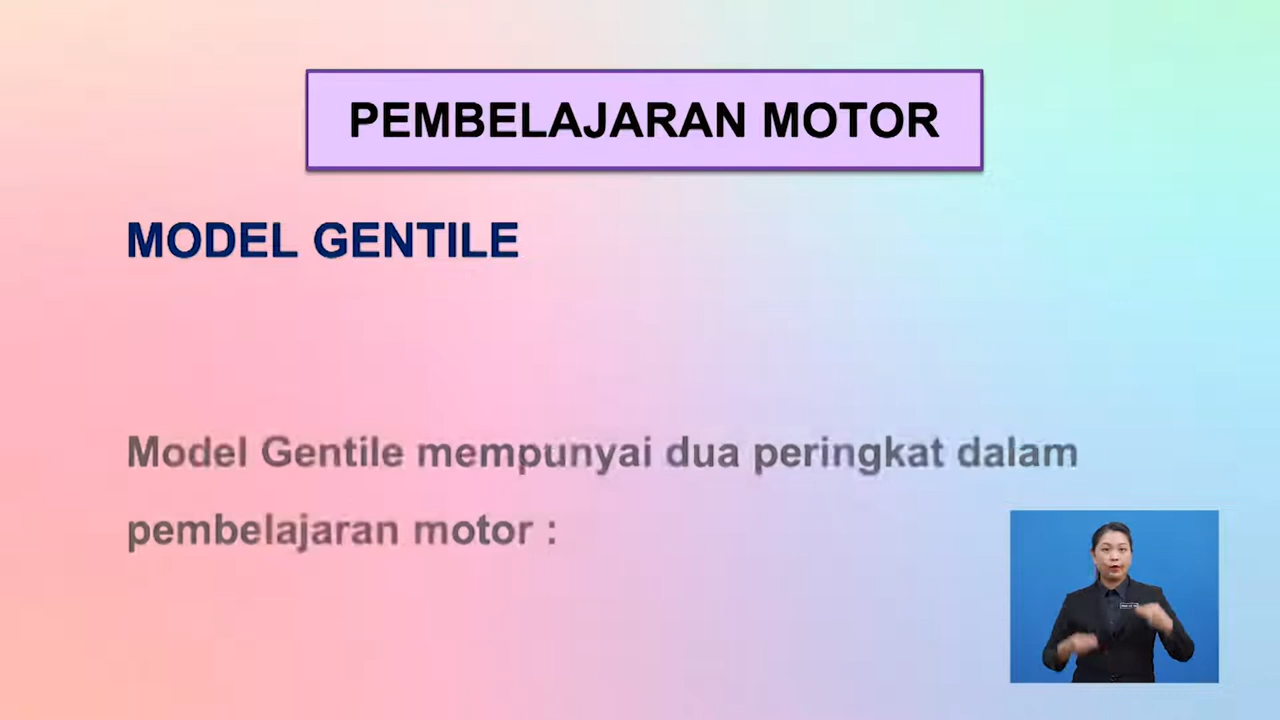 PEMBELAJARAN MOTOR
MODEL GENTILE
Model Gentile mempunyai dua peringkat dalam
pembelajaran motor :